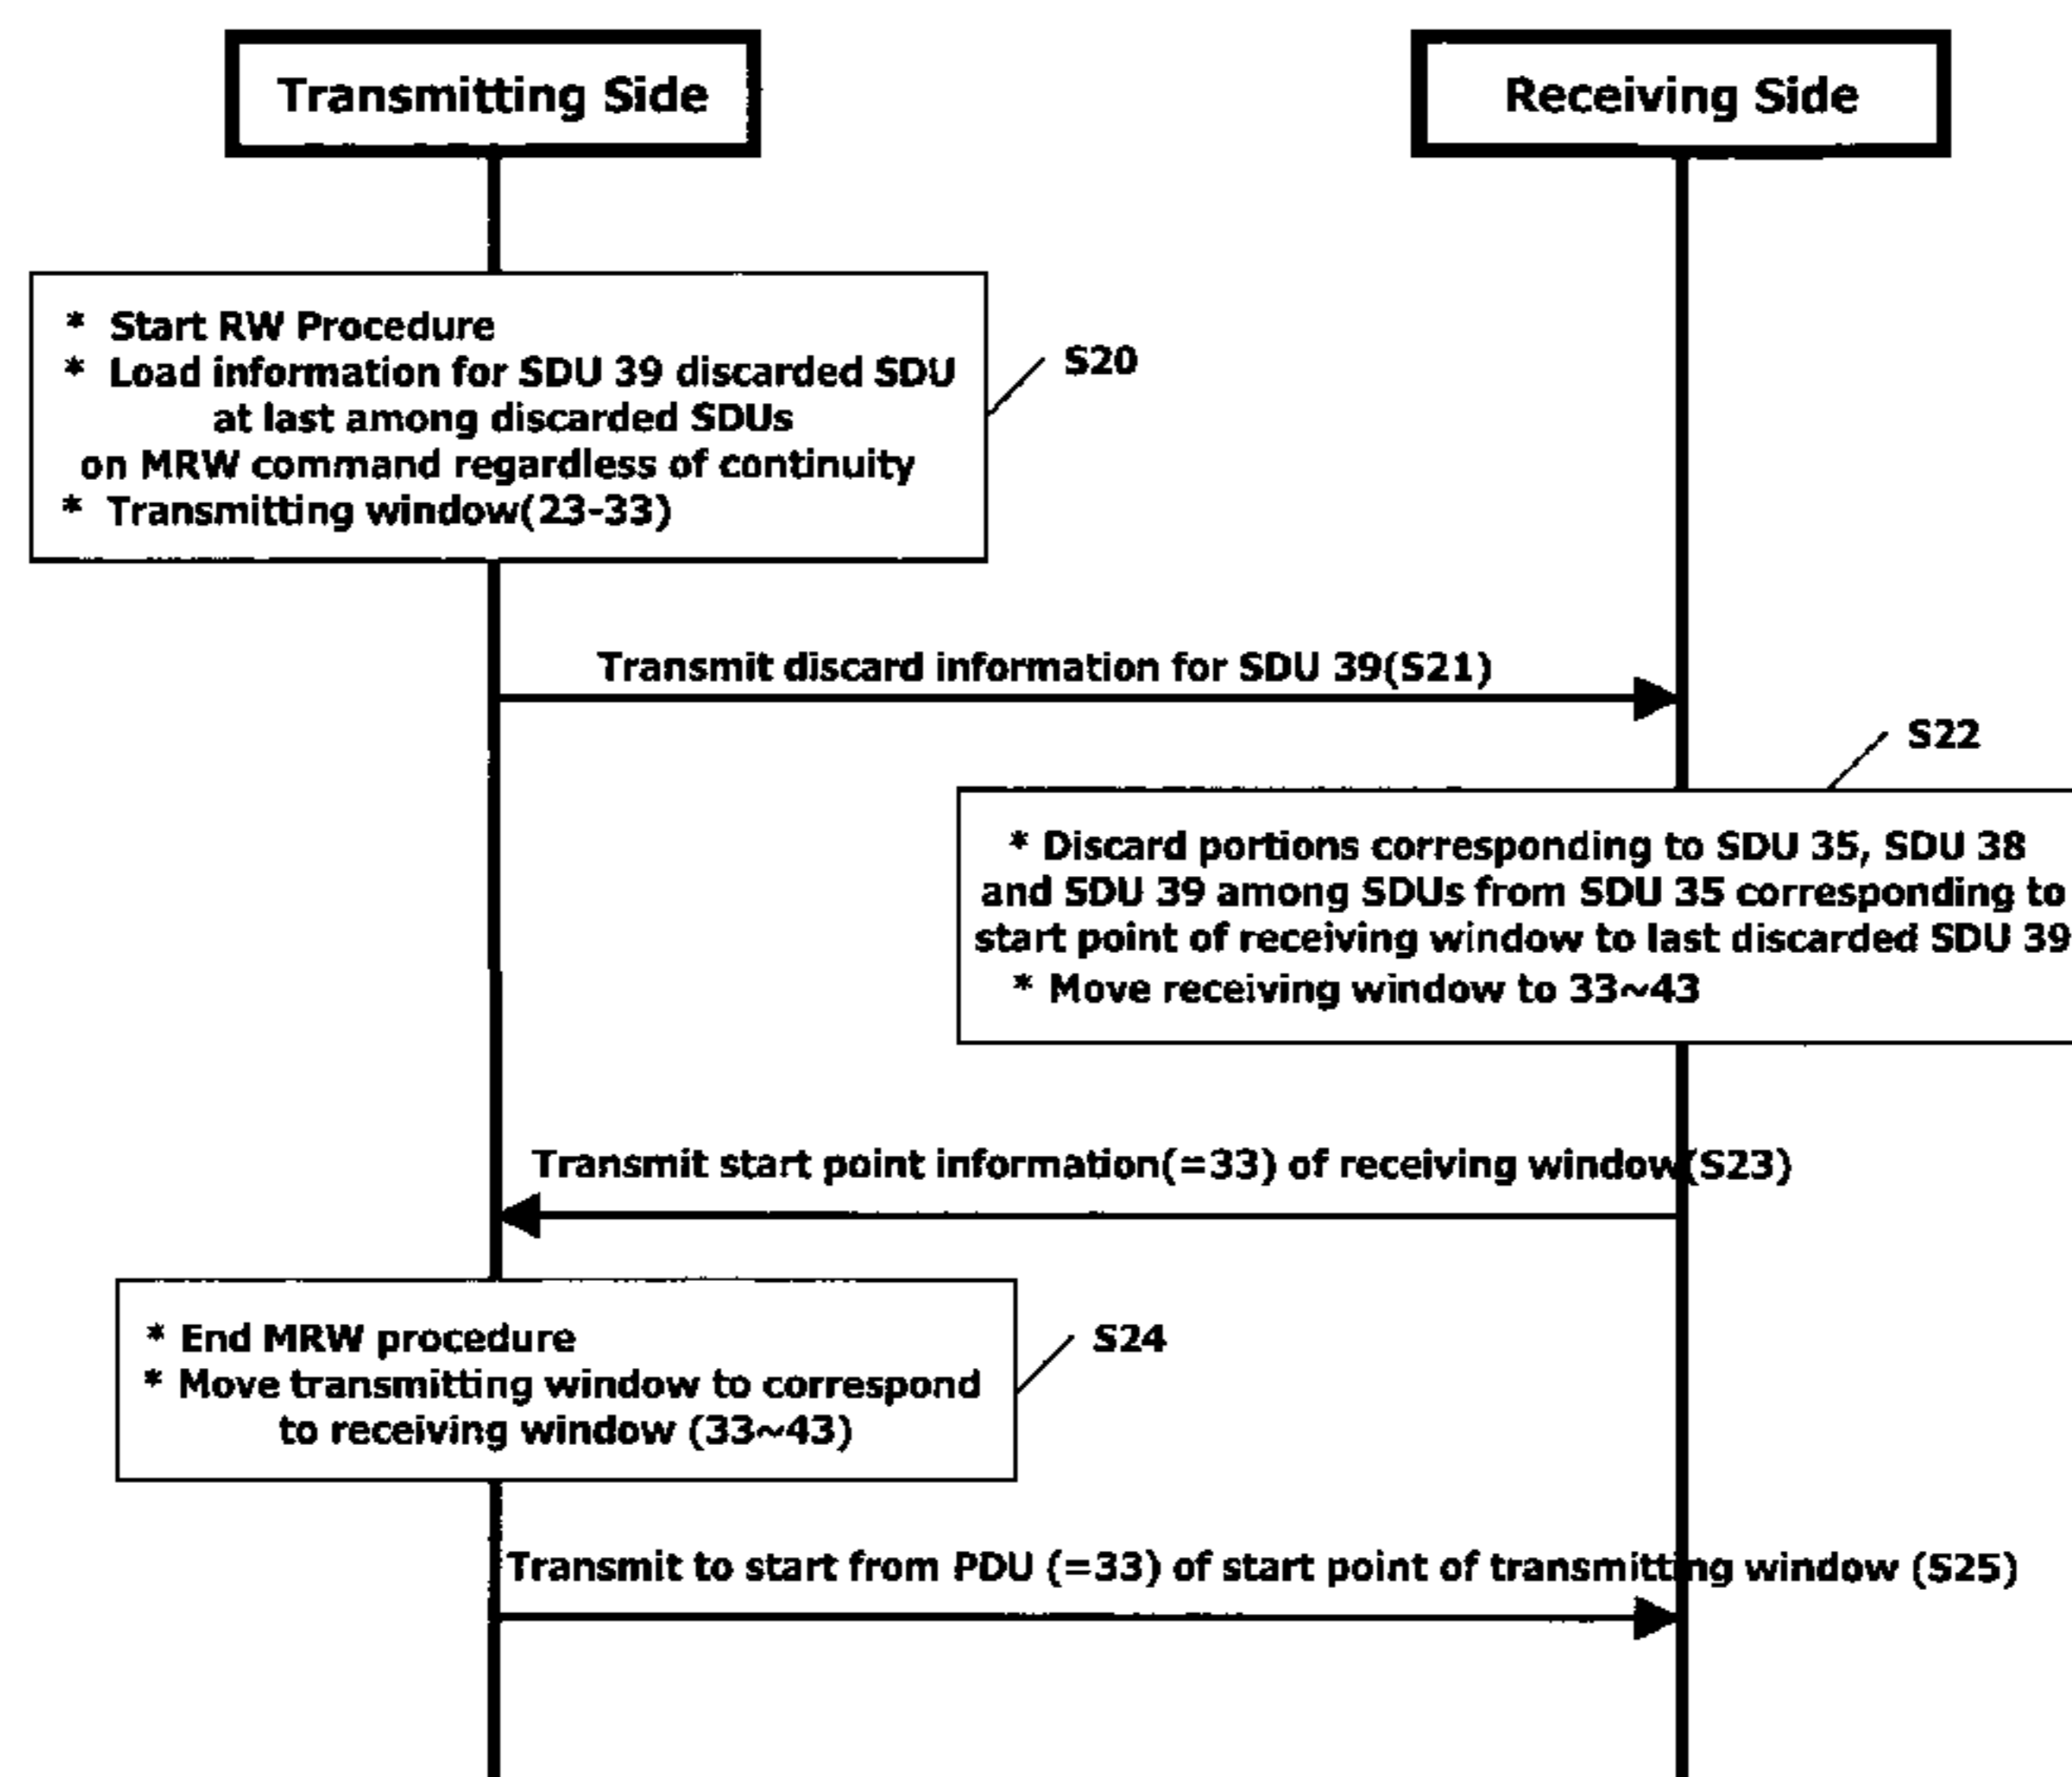 Transmitting Side
Receiving Side
* Start RW Procedure
* Load information for SDU 39 discarded SDU
at last among discarded SDUs
on MRW command regardless of continuity
* Transmitting window(23-33)
S20
Transmit discard information for SDU 39(S21)
S22
* Discard portions corresponding to SDU 35, SDU 38
and SDU 39 among SDUs from SDU 35 corresponding to
start point of receiving window to last discarded SDU 39
* Move receiving window to 33~43
Transmit start point information(=33) of receiving window(S23)
* End MRW procedure
* Move transmitting window to correspond
to receiving window (33~43)
S24
Transmit to start from PDU (=33) of start point of transmitting window (S25)